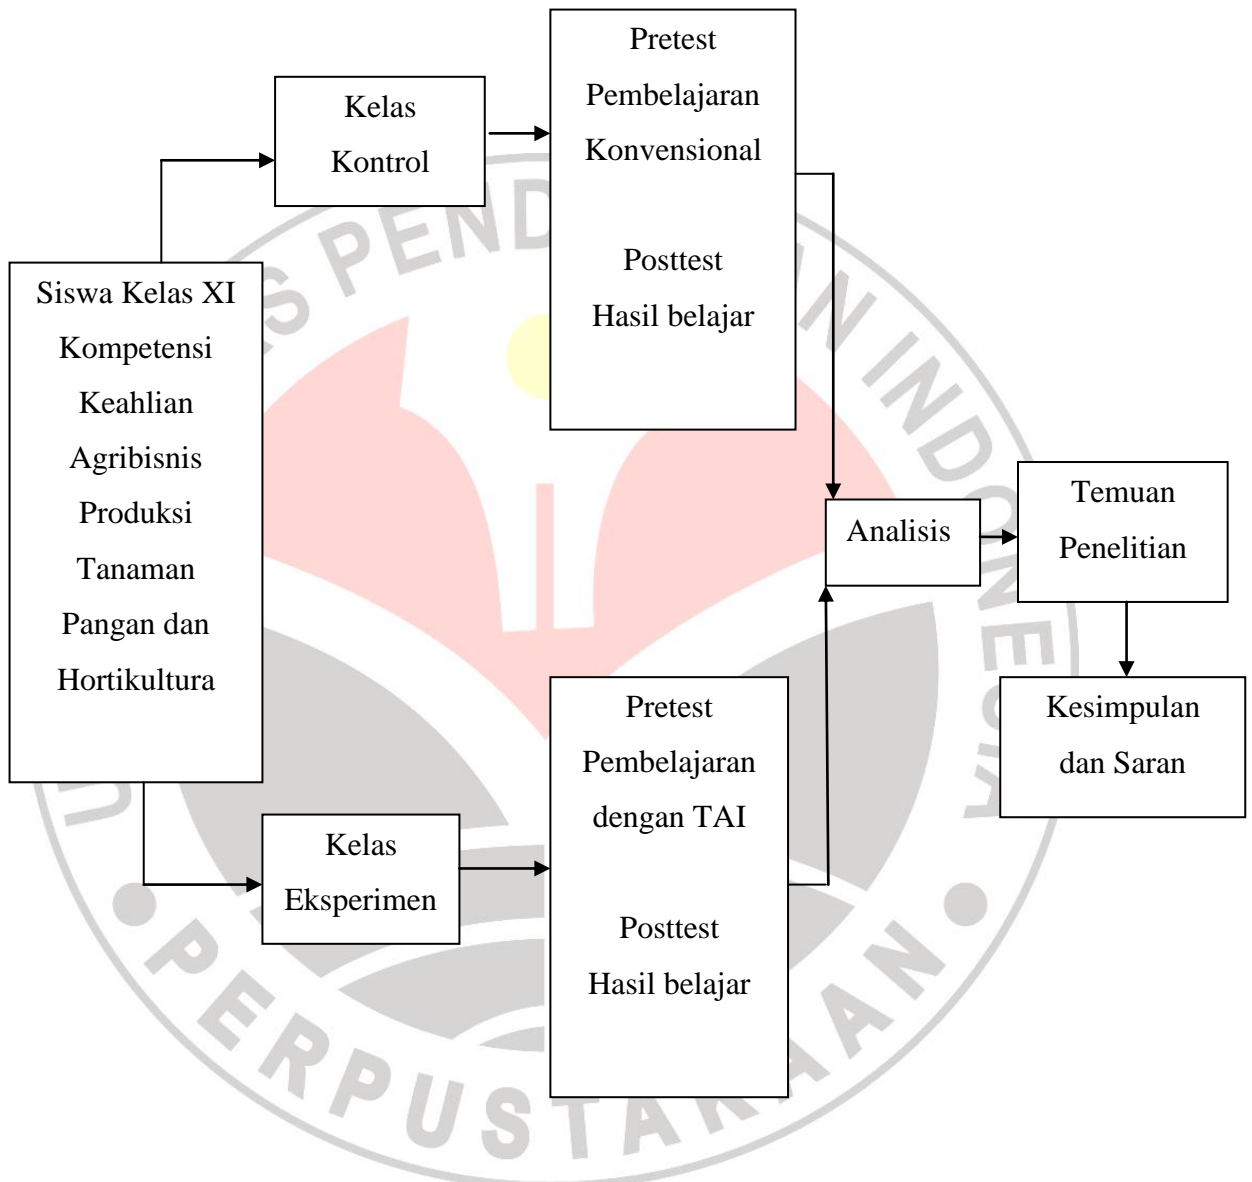 Siswa Kelas XI
Kompetensi
Keahlian
Agribisnis
Produksi
Tanaman
Pangan dan
Hortikultura
Kelas
Kontrol
Pretest
Pembelajaran
Konvensional
Posttest
Hasil belajar
Kelas
Eksperimen
Pretest
Pembelajaran
dengan TAI
Posttest
Hasil belajar
Analisis
Temuan
Penelitian
Kesimpulan
dan Saran
PERPUSTAKAAN